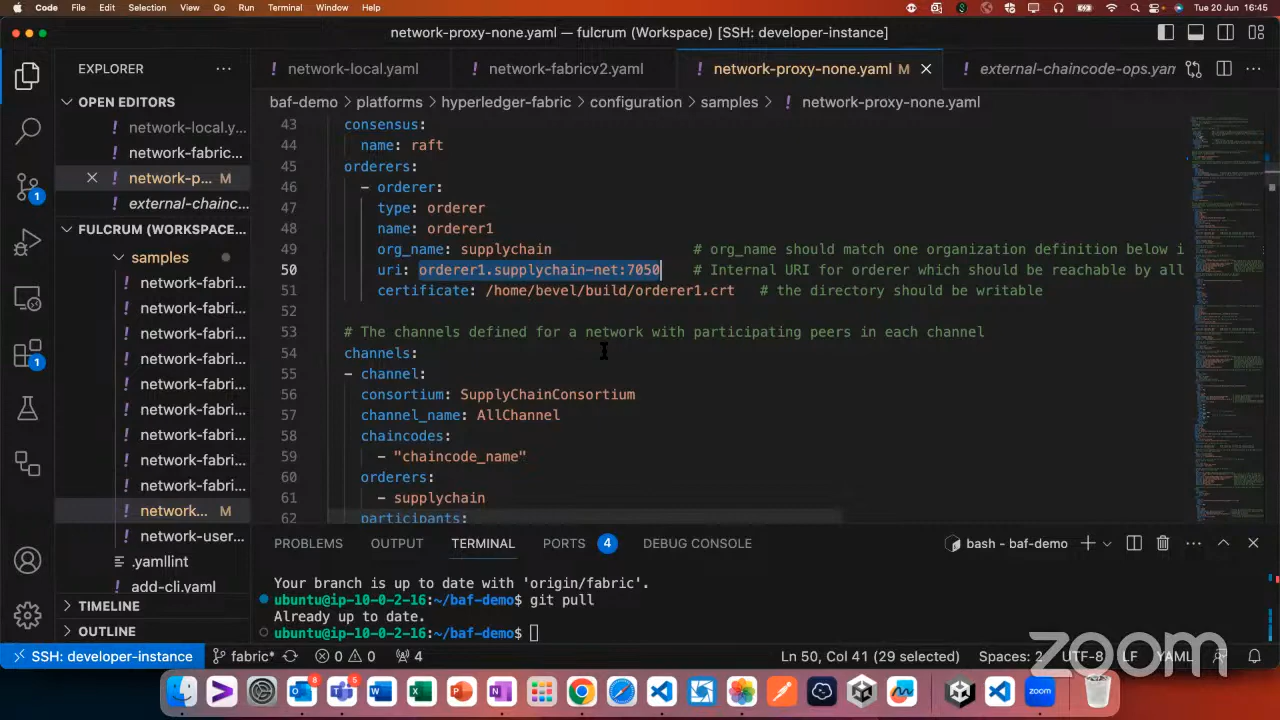 Code File Edit Selection View Go Run Terminal Window Help Tue 20 Jun 16:45
network-proxy-none.yaml — fulcrum (Workspace) [SSH: developer-instance]
EXPLORER
network-local.yaml network-fabricv2.yaml network-proxy-none.yaml M external-chaincode-ops.yam
OPEN EDITORS
baf-demo > platforms > hyperledger-fabric > configuration > samples > network-proxy-none.yaml
network-local.y...
network-fabric...
network-p... M
external-chainc...
1
FULCRUM (WORKSPACE...
samples
network-fabri...
network-fabri...
network-fabri...
network-fabri...
1
network-fabri...
network-fabri...
network-fabri...
network-fabri...
network-fabri...
network... M
network-user...
.yamllint
add-cli.yaml
TIMELINE
OUTLINE
43 consensus:
44 name: raft
45 orderers:
46 - orderer:
47 type: orderer
48 name: orderer1
49 org_name: supplychain # org_name should match one organization definition below i
50 uri: orderer1.supplychain-net:7050 # Internal URI for orderer which should be reachable by all
51 certificate: /home/bevel/build/orderer1.crt # the directory should be writable
52
53 # The channels defined for a network with participating peers in each channel
54 channels:
55 - channel:
56 consortium: SupplyChainConsortium
57 channel_name: AllChannel
58 chaincodes:
59 - "chaincode_name"
60 orderers:
61 - supplychain
62 participants:
PROBLEMS OUTPUT TERMINAL PORTS 4 DEBUG CONSOLE bash - baf-demo
Your branch is up to date with 'origin/fabric'.
ubuntu@ip-10-0-2-16:~/baf-demo$ git pull
Already up to date.
ubuntu@ip-10-0-2-16:~/baf-demo$
zoom
SSH: developer-instance fabric* 0 0 4 Ln 50, Col 41 (29 selected) Spaces: 2 UTF-8 LF YAML
8 5 zoom